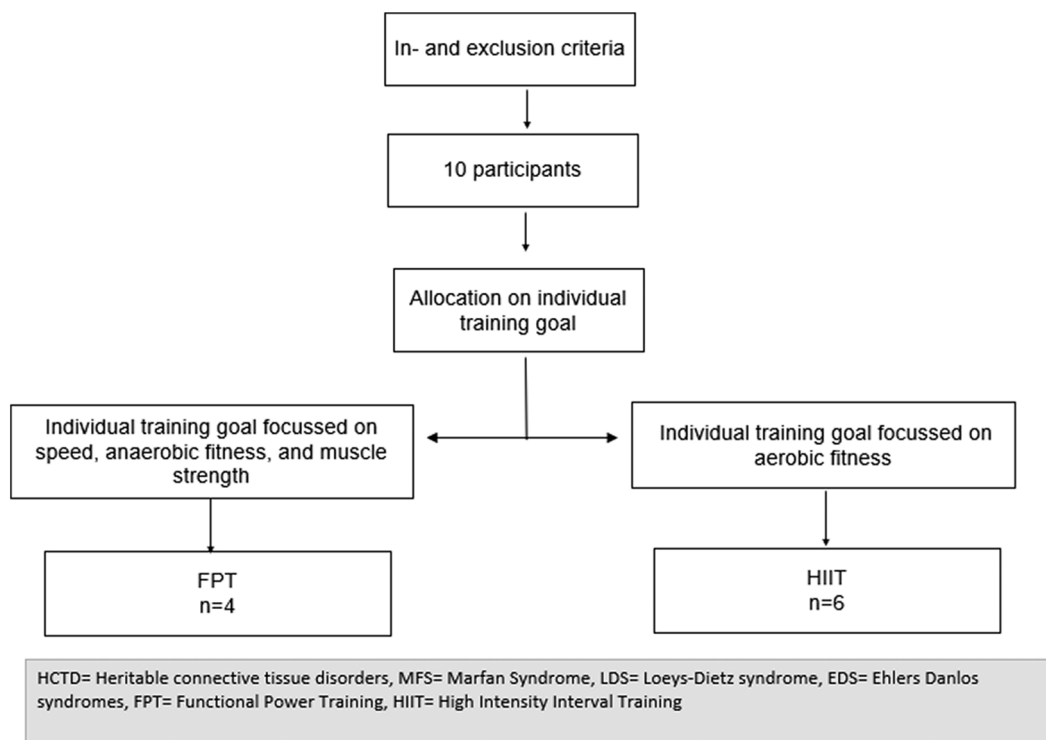 In- and exclusion criteria
10 participants
Allocation on individual
training goal
Individual training goal focussed on
speed, anaerobic fitness, and muscle
strength
Individual training goal focussed on
aerobic fitness
FPT
n=4
HIIT
n=6
HCTD= Heritable connective tissue disorders, MFS= Marfan Syndrome, LDS= Loeys-Dietz syndrome, EDS= Ehlers Danlos
syndromes, FPT= Functional Power Training, HIIT= High Intensity Interval Training